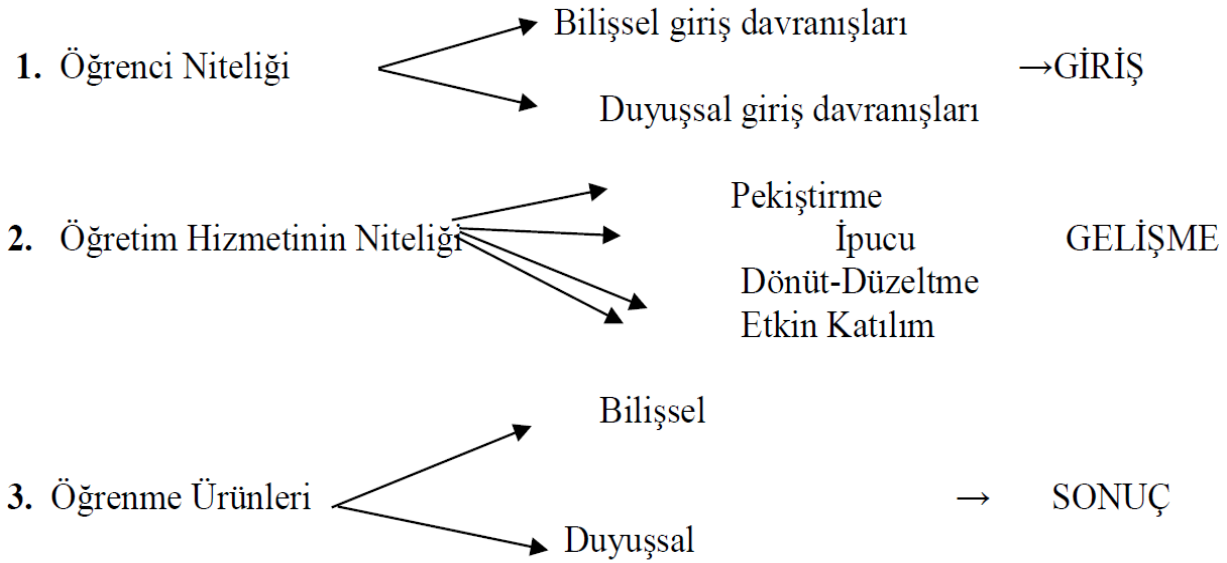 Bilişsel giriş davranışları
1. Öğrenci Niteliği →GİRİŞ
Duyuşsal giriş davranışları
Pekiştirme
2. Öğretim Hizmetinin Niteliği İpucu GELİŞME
Dönüt-Düzeltme
Etkin Katılım
Bilişsel
3. Öğrenme Ürünleri → SONUÇ
Duyuşsal